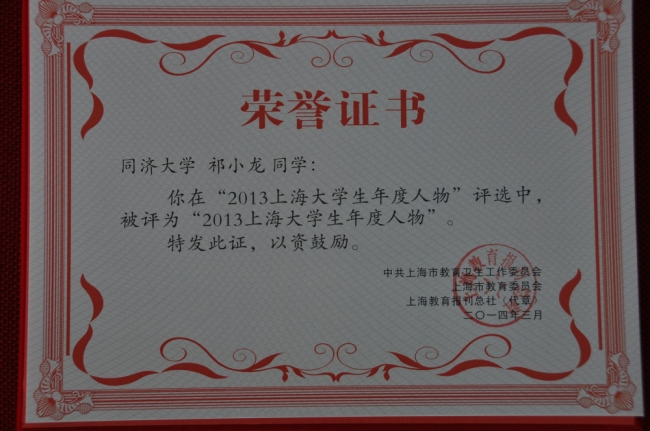 荣誉证书
同济大学 祁小龙 同学：
你在“2013上海大学生年度人物”评选中，
被评为“2013上海大学生年度人物”。
特发此证，以资鼓励。
中共上海市教育卫生工作委员会
上海市教育委员会
上海教育报刊总社（代章）
二〇一四年三月